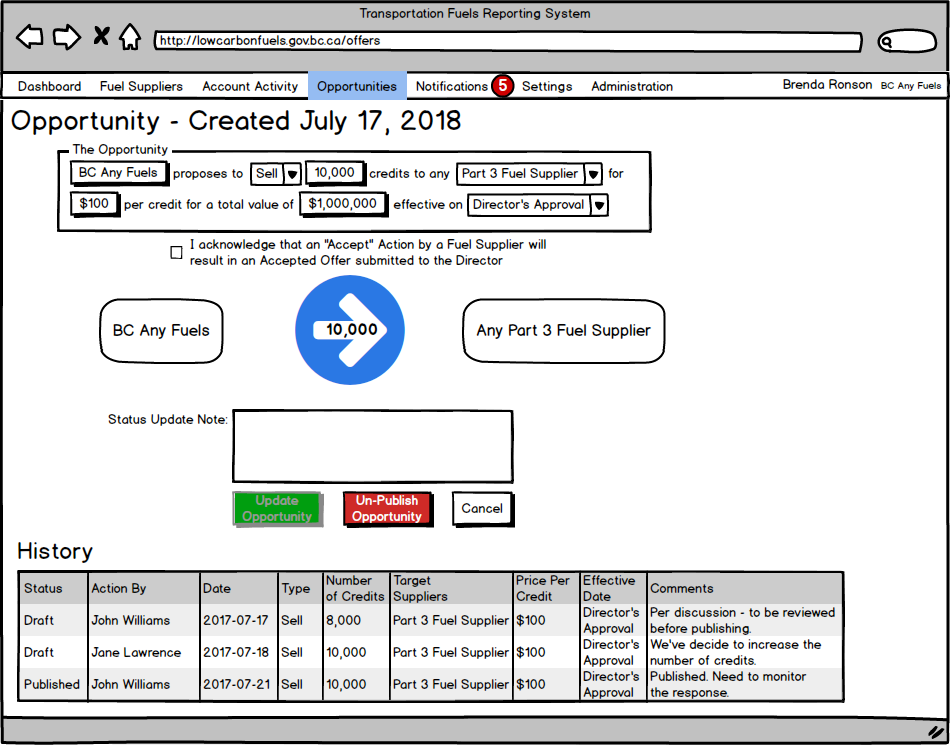 Transportation Fuels Reporting System
http://lowcarbonfuels.gov.bc.ca/offers
Dashboard Fuel Suppliers Account Activity Opportunities Notifications 5 Settings Administration Brenda Ronson BC Any Fuels
Opportunity - Created July 17, 2018
The Opportunity
BC Any Fuels proposes to Sell 10,000 credits to any Part 3 Fuel Supplier for
$100 per credit for a total value of $1,000,000 effective on Director's Approval
I acknowledge that an "Accept" Action by a Fuel Supplier will
result in an Accepted Offer submitted to the Director
BC Any Fuels 10,000 Any Part 3 Fuel Supplier
Status Update Note:
Update
Opportunity
Un-Publish
Opportunity
Cancel
History
Status Action By Date Type Number of Credits Target Suppliers Price Per Credit Effective Date Comments
Draft John Williams 2017-07-17 Sell 8,000 Part 3 Fuel Supplier $100 Director's Approval Per discussion - to be reviewed before publishing.
Draft Jane Lawrence 2017-07-18 Sell 10,000 Part 3 Fuel Supplier $100 Director's Approval We've decide to increase the number of credits.
Published John Williams 2017-07-21 Sell 10,000 Part 3 Fuel Supplier $100 Director's Approval Published. Need to monitor the response.